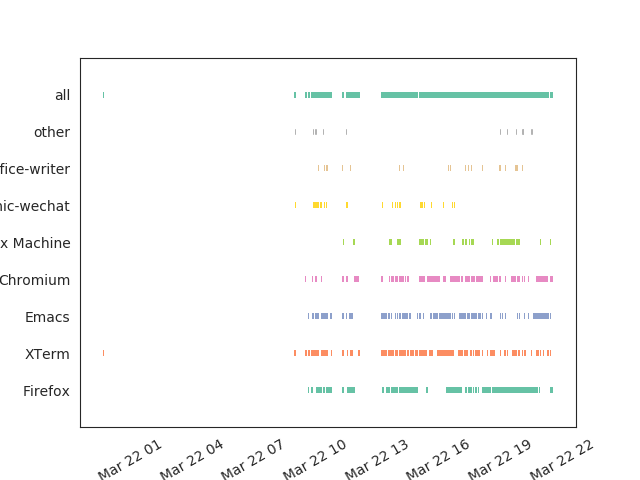 all
other
fice-writer
nic-wechat
x Machine
Chromium
Emacs
XTerm
Firefox
Mar 22 01
Mar 22 04
Mar 22 07
Mar 22 10
Mar 22 13
Mar 22 16
Mar 22 19
Mar 22 22